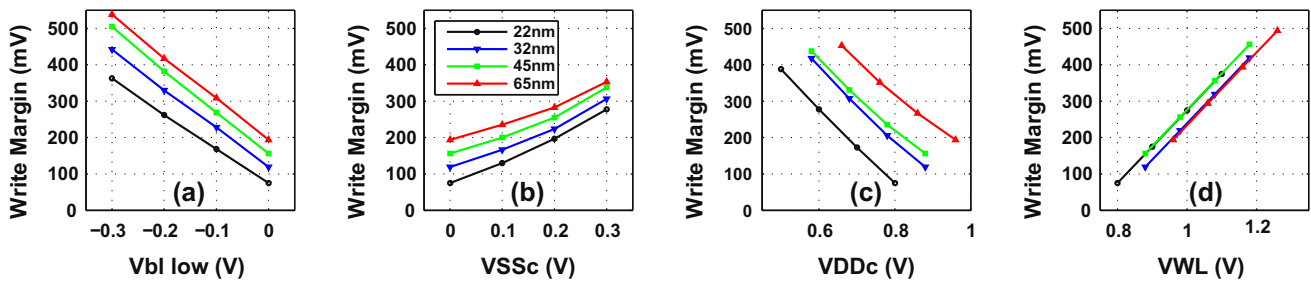 Write Margin (mV)
500
400
300
200
100
0
(a)
−0.3
−0.2
−0.1
0
Vbl low (V)
Write Margin (mV)
500
400
300
200
100
0
22nm
32nm
45nm
65nm
(b)
0
0.1
0.2
0.3
VSSc (V)
Write Margin (mV)
500
400
300
200
100
0
(c)
0.6
0.8
1
VDDc (V)
Write Margin (mV)
500
400
300
200
100
0
(d)
0.8
1
1.2
VWL (V)